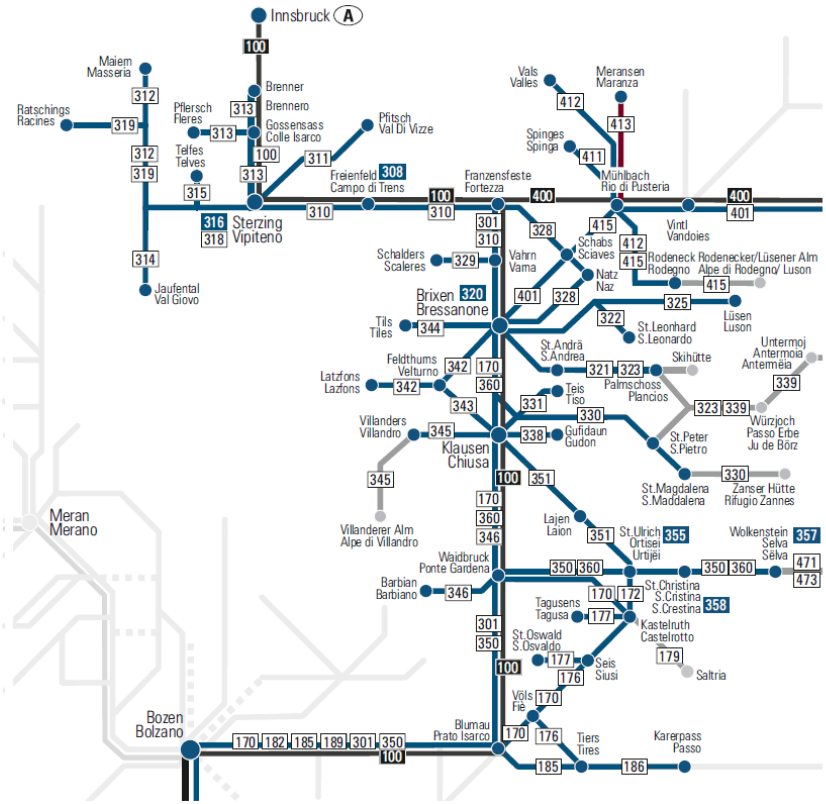 Innsbruck A
100
Maiern
Masseria
312
Ratschings
Racines
319
312
319
Pflersch
Fleres
313
Brenner
Brennero
313
Gossensass
Colle Isarco
100
313
Telfes
Telves
315
Pfitsch
Val Di Vizze
311
316
318
Sterzing
Vipiteno
310
Freienfeld 308
Campo di Trens
100
310
314
Jaufental
Val Giovo
Franzensfeste
Fortezza
400
Vals
Valles
412
Meransen
Maranza
413
Spinges
Spinga
411
Mühlbach
Rio di Pusteria
400
401
Vintl
Vandoies
301
310
328
415
412
415
Schabs
Sciaves
Rodeneck
Rodegno
Rodenecker/Lüsener Alm
Alpe di Rodegno/ Luson
415
Schalders
Scaleres
329
Vahrn
Varna
Natz
Naz
401
328
325
Lüsen
Luson
322
St.Leonhard
S.Leonardo
Brixen 320
Bressanone
Tils
Tiles
344
Feldthurns
Velturno
342
170
360
St.Andrä
S.Andrea
321
323
Palmschoss
Plancios
Skihütte
Untermoj
Antermoia
Anterméia
339
Latzfons
Lazfons
342
343
331
Teis
Tiso
330
323
339
Würzjoch
Passo Erbe
Ju de Börz
Villanders
Villandro
345
Klausen
Chiusa
338
Gufidaun
Gudon
St.Peter
S.Pietro
345
100
351
St.Magdalena
S.Maddalena
330
Zanser Hütte
Rifugio Zannes
Villanderer Alm
Alpe di Villandro
170
360
346
Lajen
Laion
351
St.Ulrich 355
Ortisei
Urtijëi
Wolkenstein 357
Selva
Sëlva
Meran
Merano
Waidbruck
Ponte Gardena
350
360
350
360
471
473
Barbian
Barbiano
346
170
172
St.Christina
S.Cristina
S.Crestina 358
Tagusens
Tagusa
177
Kastelruth
Castelrotto
301
350
St.Oswald
S.Osvaldo
177
Seis
Siusi
179
Saltria
100
176
170
Völs
Fiè
Bozen
Bolzano
Blumau
Prato Isarco
170
176
Tiers
Tires
Karerpass
Passo
170
182
185
189
301
350
100
185
186